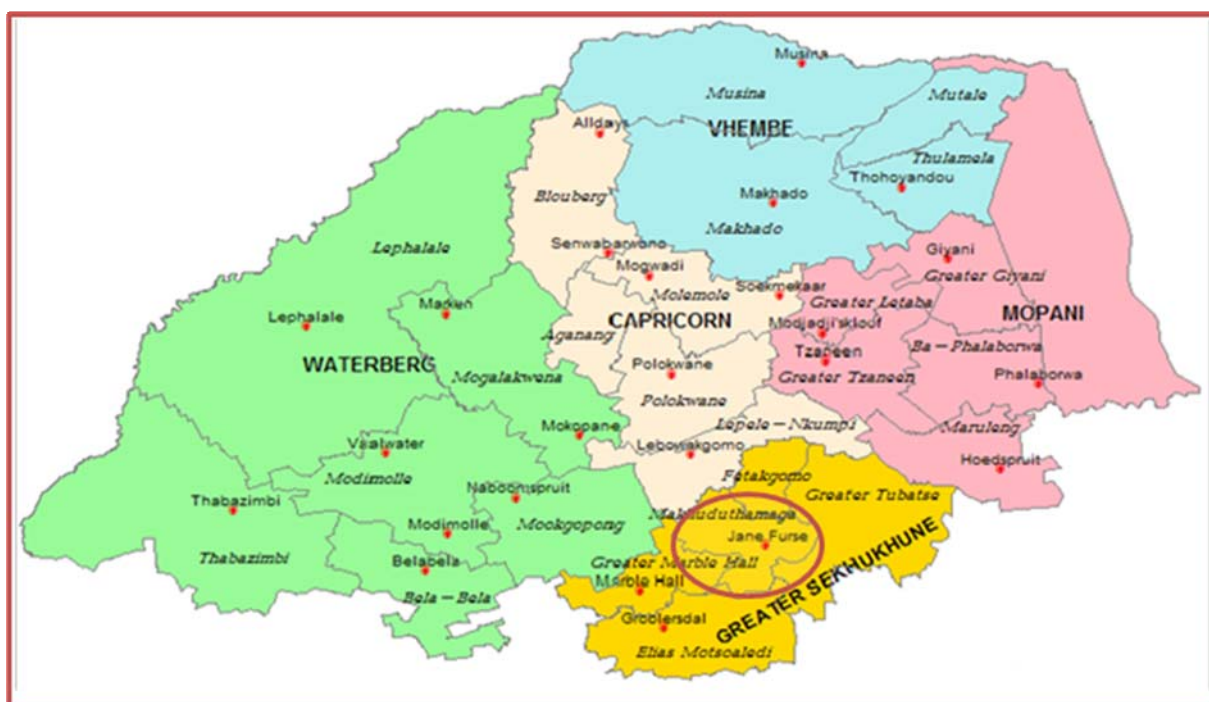 Musina
Musina
Mutale
VHEMBE
Alldays
Thulamela
Thohoyandou
Blouberg
Makhado
Makhado
Lephalale
Senwabarwono
Giyani
Mogwadi
Greater Giyani
Soekmekaar
Molemole
Greater Letaba
Marken
MOPANI
Lephalale
CAPRICORN
Aganang
Modjadji'skloof
Ba-Phalaborwa
Tzaneen
WATERBERG
Polokwane
Greater Tzaneen
Phalaborwa
Mogalakwena
Polokwane
Lepele-Nkumpi
Maruleng
Mokopane
Vaalwater
Lebowakgomo
Hoedspruit
Modimolle
Fetakgomo
Naboomspruit
Greater Tubatse
Thabazimbi
Makhuduthamaga
Modimolle
Mookgopong
Jane Furse
Thabazimbi
Greater Marble Hall
Belabela
Marble Hall
Bela-Bela
GREATER SEKHUKHUNE
Groblersdal
Elias Motsoaledi